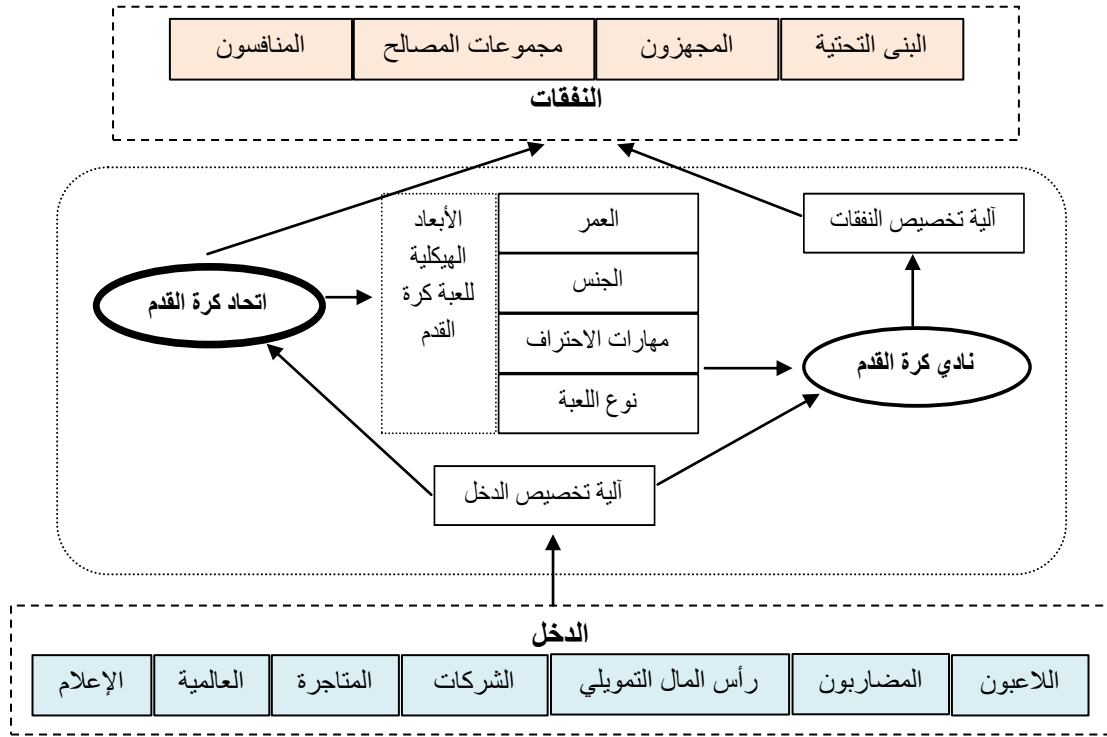 البنى التحتية
المجهزون
مجموعات المصالح
المنافسون
النفقات
آلية تخصيص النفقات
العمر
الجنس
مهارات الاحتراف
نوع اللعبة
الأبعاد
الهيكلية
للعبة كرة
القدم
اتحاد كرة القدم
نادي كرة القدم
آلية تخصيص الدخل
الدخل
اللاعبون
المضاربون
رأس المال التمويلي
الشركات
المتاجرة
العالمية
الإعلام